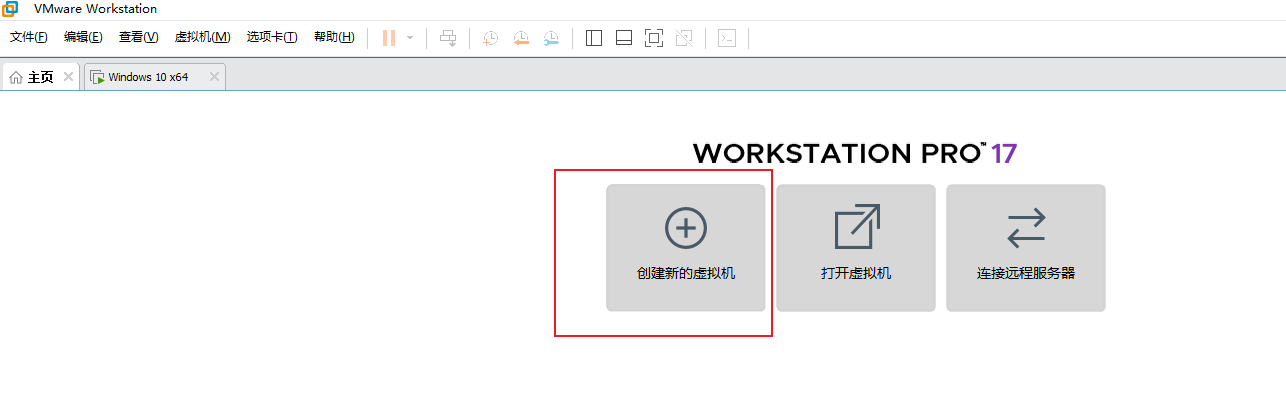 VMware Workstation
文件(F) 编辑(E) 查看(V) 虚拟机(M) 选项卡(T) 帮助(H)
主页 Windows 10 x64
WORKSTATION PRO™ 17
创建新的虚拟机 打开虚拟机 连接远程服务器